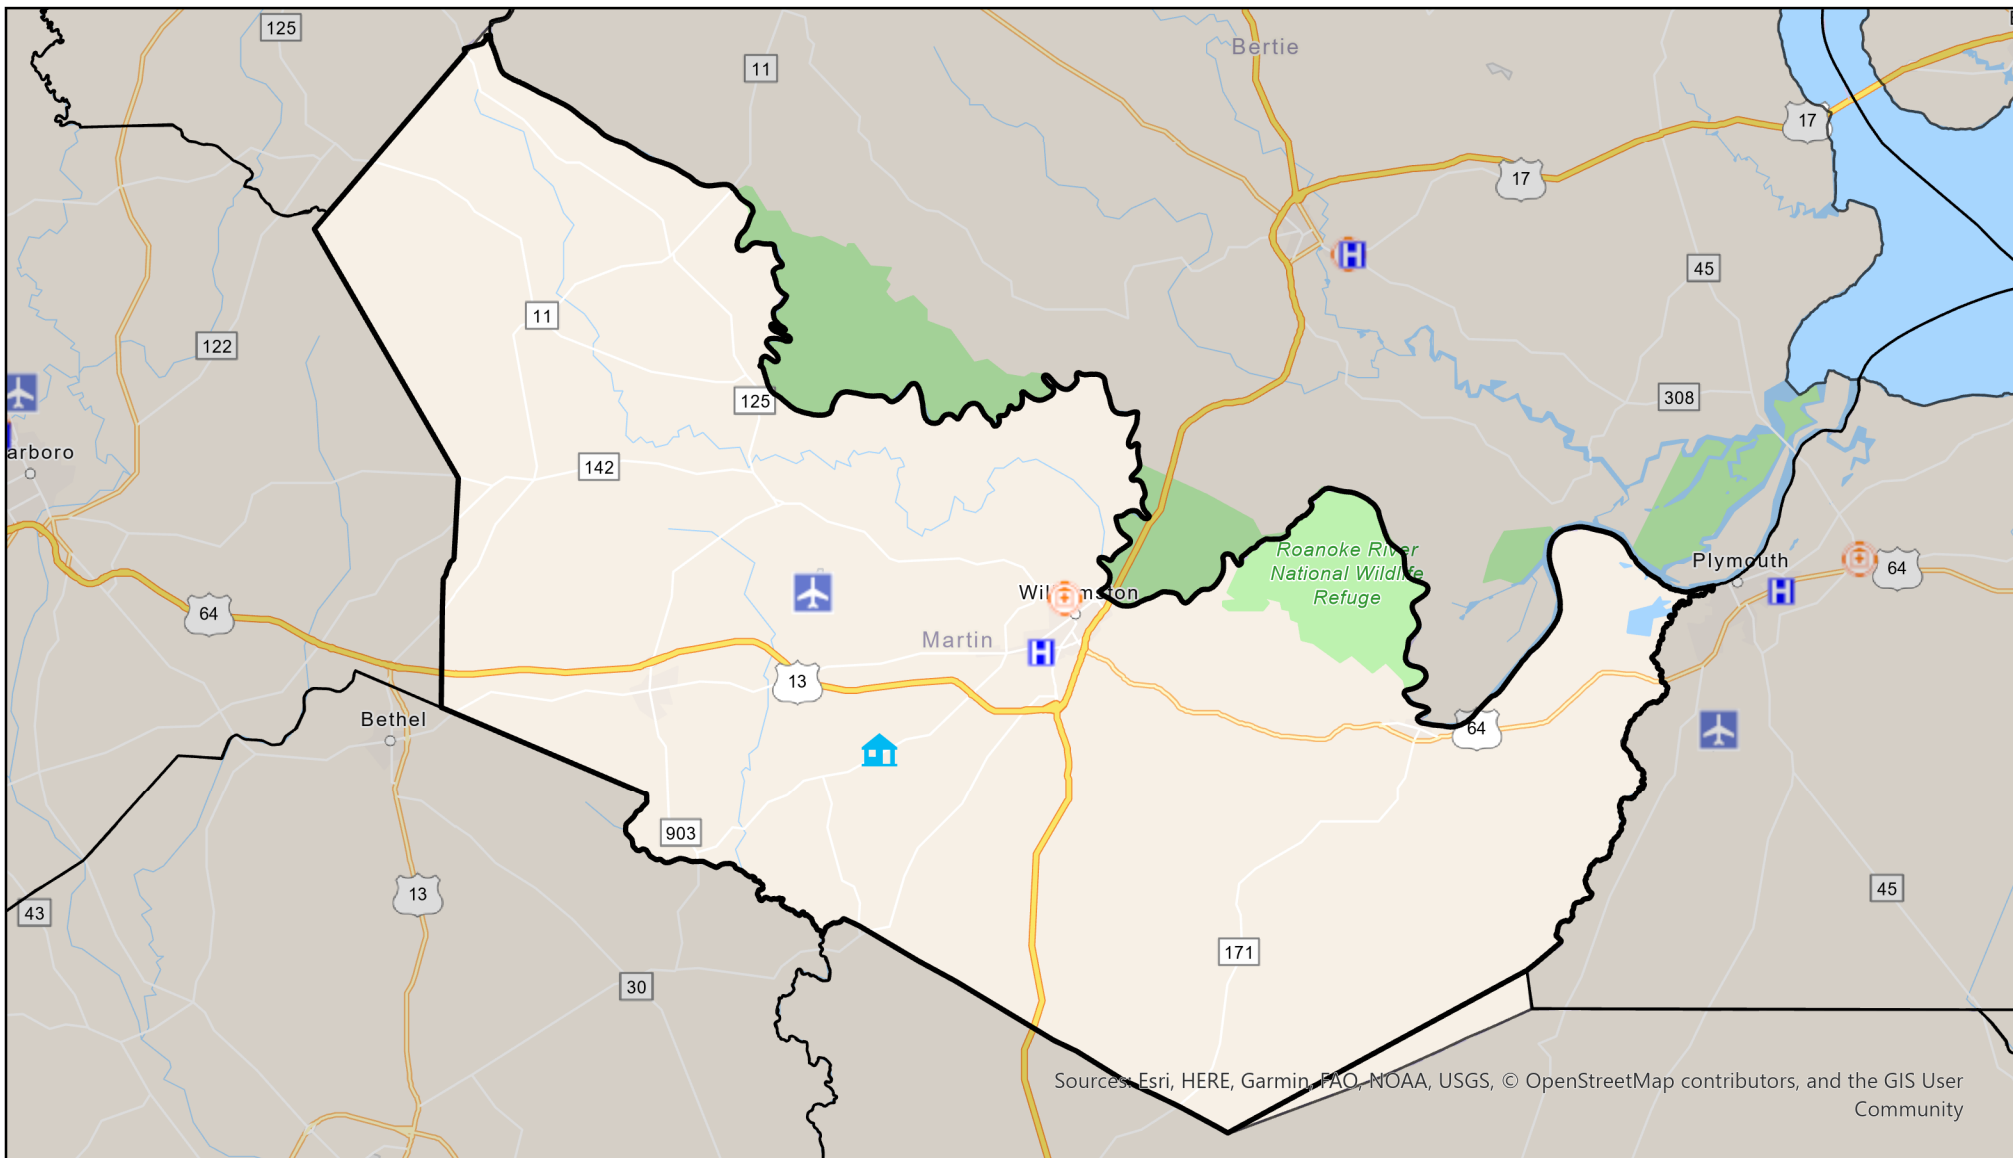 125
11
Bertie
17
17
45
11
122
125
308
arboro
142
Roanoke River
National Wildlife
Refuge
Plymouth
64
64
Martin
13
Bethel
64
903
13
43
45
171
30
Sources: Esri, HERE, Garmin, FAO, NOAA, USGS, © OpenStreetMap contributors, and the GIS User
Community
H
H
H